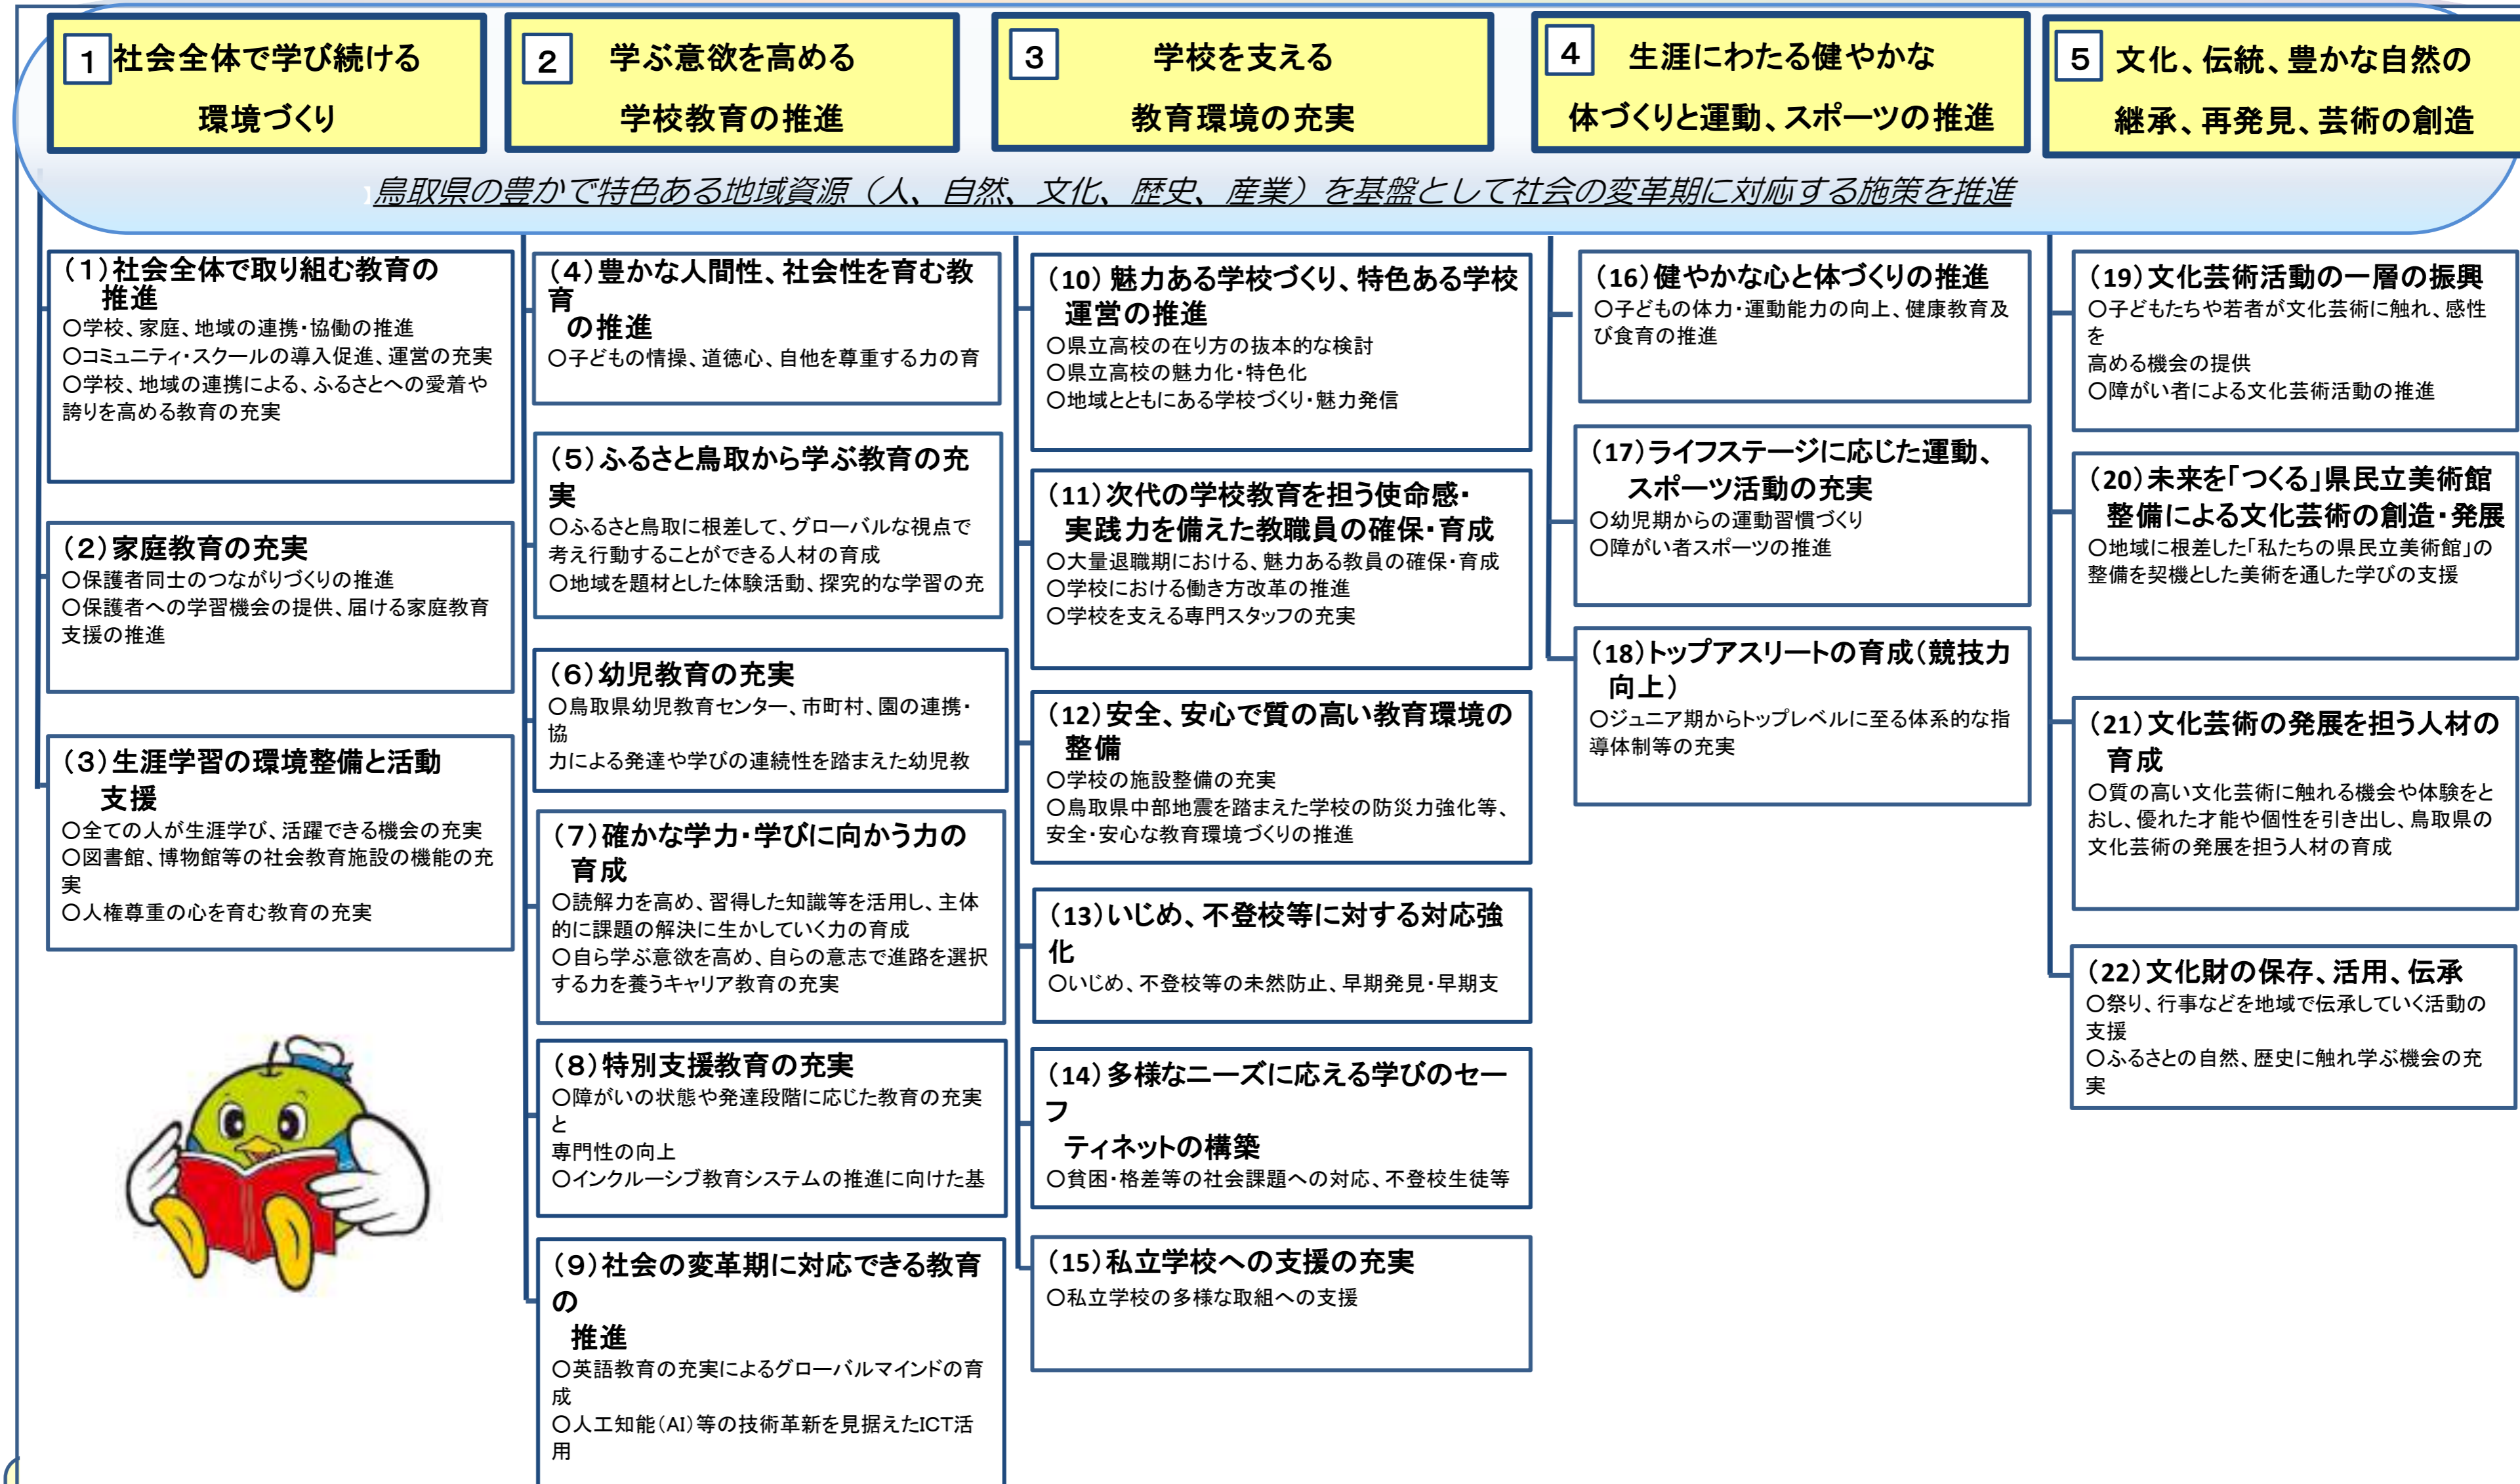 1 社会全体で学び続ける
環境づくり
2 学ぶ意欲を高める
学校教育の推進
3 学校を支える
教育環境の充実
4 生涯にわたる健やかな
体づくりと運動、スポーツの推進
5 文化、伝統、豊かな自然の
継承、再発見、芸術の創造
鳥取県の豊かで特色ある地域資源（人、自然、文化、歴史、産業）を基盤として社会の変革期に対応する施策を推進
（１）社会全体で取り組む教育の
推進
○学校、家庭、地域の連携・協働の推進
○コミュニティ・スクールの導入促進、運営の充実
○学校、地域の連携による、ふるさとへの愛着や
誇りを高める教育の充実
（２）家庭教育の充実
○保護者同士のつながりづくりの推進
○保護者への学習機会の提供、届ける家庭教育
支援の推進
（３）生涯学習の環境整備と活動
支援
○全ての人が生涯学び、活躍できる機会の充実
○図書館、博物館等の社会教育施設の機能の充
実
○人権尊重の心を育む教育の充実
（４）豊かな人間性、社会性を育む教
育
の推進
○子どもの情操、道徳心、自他を尊重する力の育
（５）ふるさと鳥取から学ぶ教育の充
実
○ふるさと鳥取に根差して、グローバルな視点で
考え行動することができる人材の育成
○地域を題材とした体験活動、探究的な学習の充
（６）幼児教育の充実
○鳥取県幼児教育センター、市町村、園の連携・
協
力による発達や学びの連続性を踏まえた幼児教
（７）確かな学力・学びに向かう力の
育成
○読解力を高め、習得した知識等を活用し、主体
的に課題の解決に生かしていく力の育成
○自ら学ぶ意欲を高め、自らの意志で進路を選択
する力を養うキャリア教育の充実
（８）特別支援教育の充実
○障がいの状態や発達段階に応じた教育の充実
と
専門性の向上
○インクルーシブ教育システムの推進に向けた基
（９）社会の変革期に対応できる教育
の
推進
○英語教育の充実によるグローバルマインドの育
成
○人工知能（AI）等の技術革新を見据えたICT活
用
（10）魅力ある学校づくり、特色ある学校
運営の推進
○県立高校の在り方の抜本的な検討
○県立高校の魅力化・特色化
○地域とともにある学校づくり・魅力発信
（11）次代の学校教育を担う使命感・
実践力を備えた教職員の確保・育成
○大量退職期における、魅力ある教員の確保・育成
○学校における働き方改革の推進
○学校を支える専門スタッフの充実
（12）安全、安心で質の高い教育環境の
整備
○学校の施設整備の充実
○鳥取県中部地震を踏まえた学校の防災力強化等、
安全・安心な教育環境づくりの推進
（13）いじめ、不登校等に対する対応強
化
○いじめ、不登校等の未然防止、早期発見・早期支
（14）多様なニーズに応える学びのセー
フ
ティネットの構築
○貧困・格差等の社会課題への対応、不登校生徒等
（15）私立学校への支援の充実
○私立学校の多様な取組への支援
（16）健やかな心と体づくりの推進
○子どもの体力・運動能力の向上、健康教育及
び食育の推進
（17）ライフステージに応じた運動、
スポーツ活動の充実
○幼児期からの運動習慣づくり
○障がい者スポーツの推進
（18）トップアスリートの育成（競技力
向上）
○ジュニア期からトップレベルに至る体系的な指
導体制等の充実
（19）文化芸術活動の一層の振興
○子どもたちや若者が文化芸術に触れ、感性
を
高める機会の提供
○障がい者による文化芸術活動の推進
（20）未来を「つくる」県民立美術館
整備による文化芸術の創造・発展
○地域に根差した「私たちの県民立美術館」の
整備を契機とした美術を通した学びの支援
（21）文化芸術の発展を担う人材の
育成
○質の高い文化芸術に触れる機会や体験をと
おし、優れた才能や個性を引き出し、鳥取県の
文化芸術の発展を担う人材の育成
（22）文化財の保存、活用、伝承
○祭り、行事などを地域で伝承していく活動の
支援
○ふるさとの自然、歴史に触れ学ぶ機会の充
実